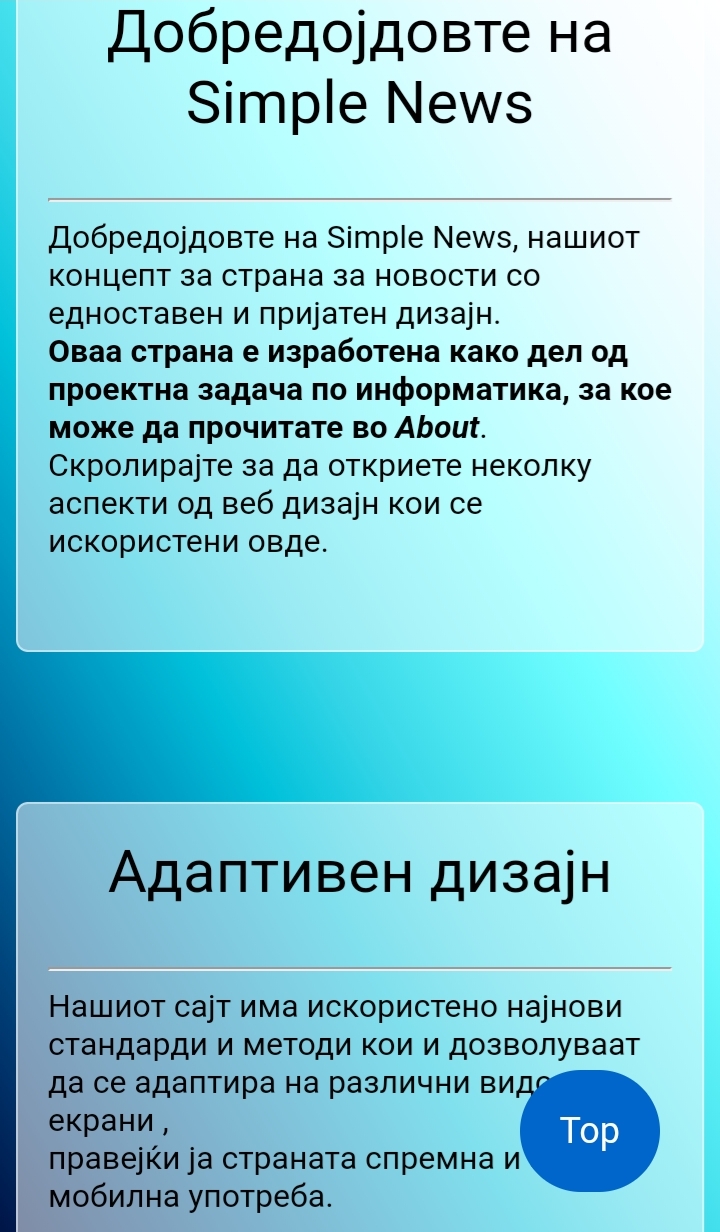 Добредојдовте на
Simple News
Добредојдовте на Simple News, нашиот
концепт за страна за новости со
едноставен и пријатен дизајн.
Оваа страна е изработена како дел од
проектна задача по информатика, за кое
може да прочитате во About.
Скролирајте за да откриете неколку
аспекти од веб дизајн кои се
искористени овде.
Адаптивен дизајн
Нашиот сајт има искористено најнови
стандарди и методи кои и дозволуваат
да се адаптира на различни
екрани ,
правејќи ја страната спремна и
мобилна употреба.
Top